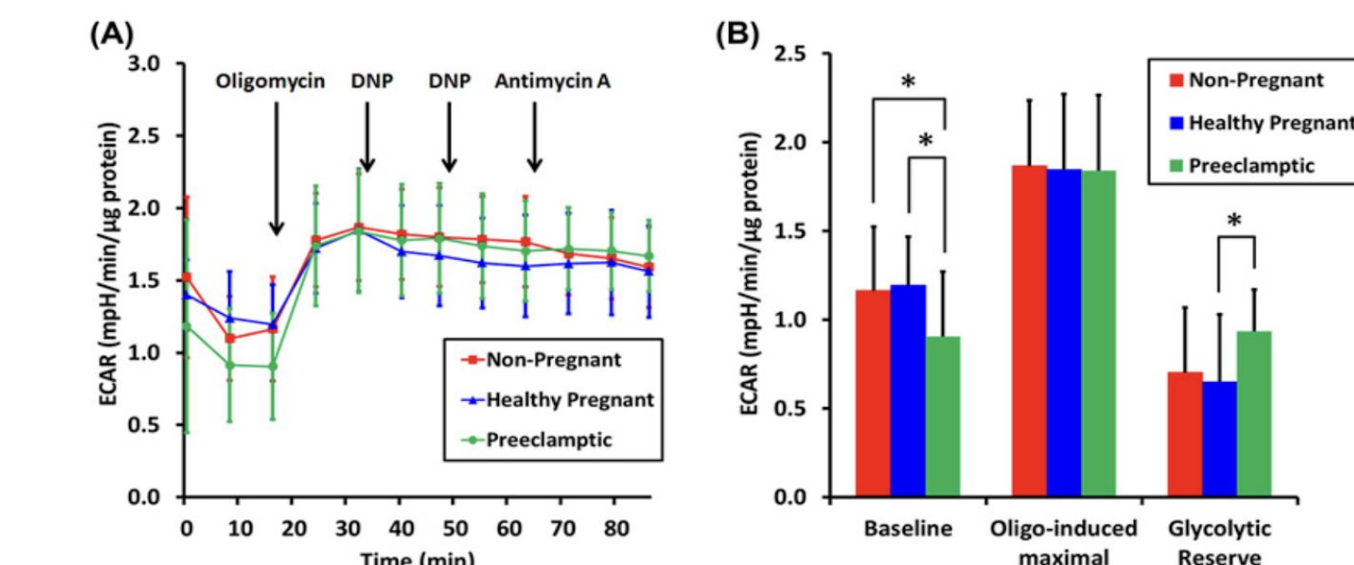 (A)
3.0
2.5
2.0
1.5
1.0
0.5
0.0
ECAR (mpH/min/µg protein)
Oligomycin DNP DNP Antimycin A
Non-Pregnant
Healthy Pregnant
Preeclamptic
0 10 20 30 40 50 60 70 80
Time (min)
(B)
2.5
2.0
1.5
1.0
0.5
0.0
ECAR (mpH/min/µg protein)
* * *
Non-Pregnant
Healthy Pregnant
Preeclamptic
Baseline Oligo-induced Glycolytic
maximal Reserve